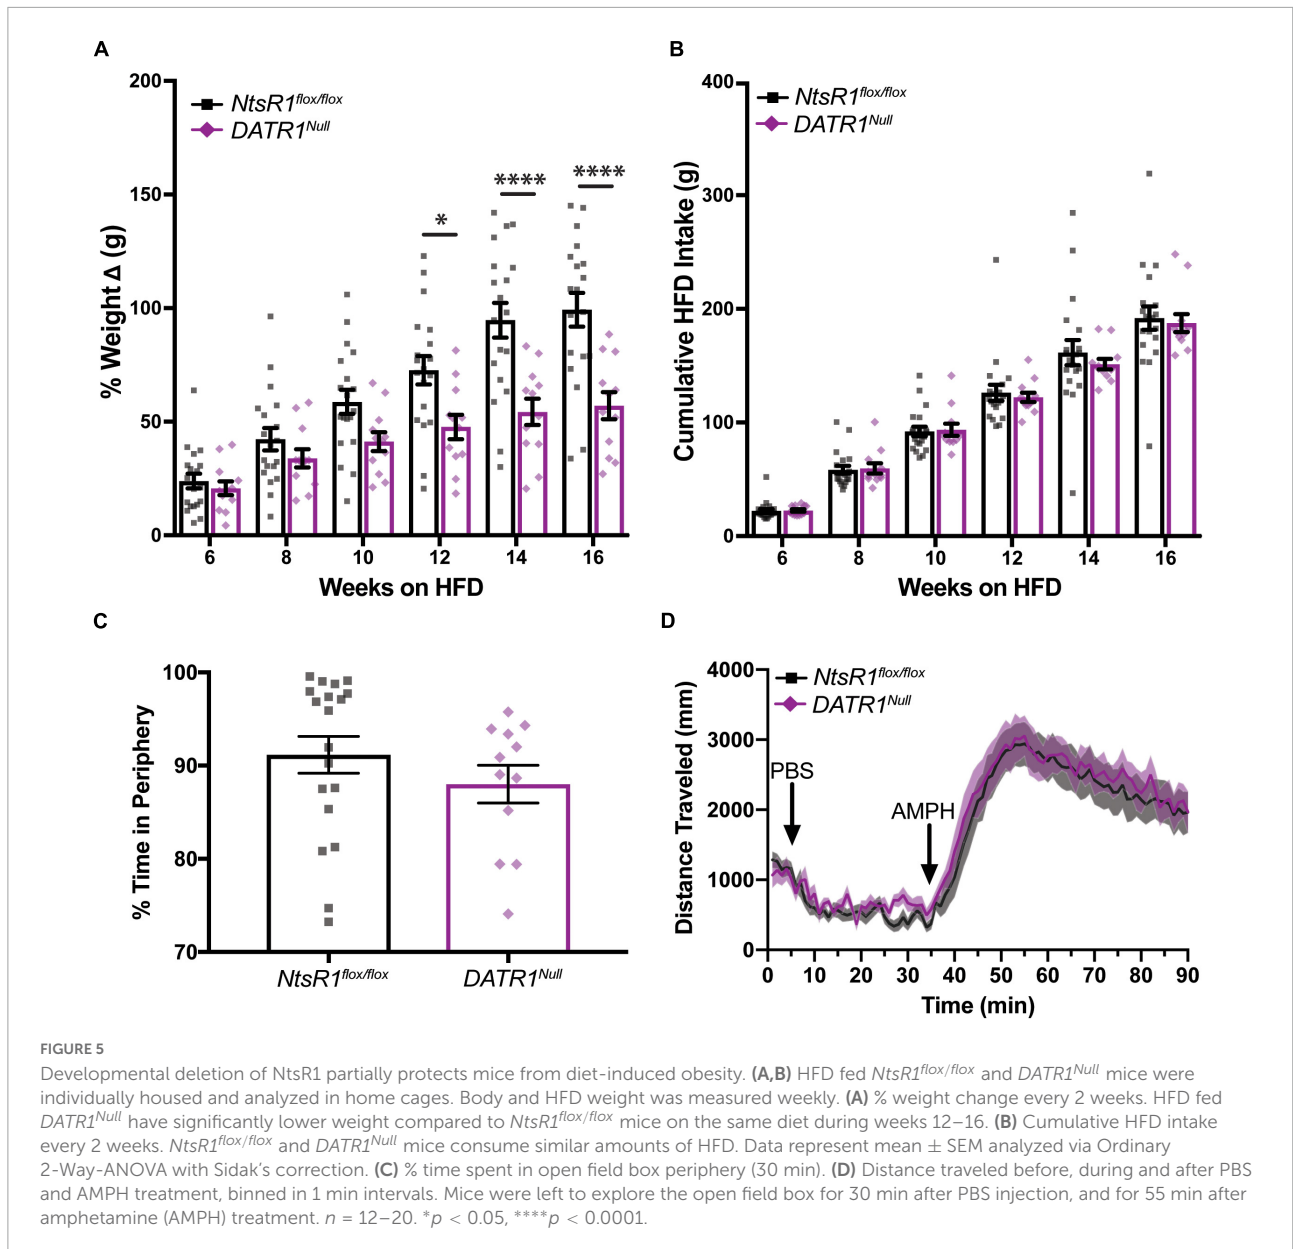 A
200
150
100
50
0
% Weight Δ (g)
NtsR1flox/flox
DATR1Null
*
****
****
6 8 10 12 14 16
Weeks on HFD
B
400
300
200
100
0
Cumulative HFD Intake (g)
NtsR1flox/flox
DATR1Null
6 8 10 12 14 16
Weeks on HFD
C
100
90
80
70
% Time in Periphery
NtsR1flox/flox DATR1Null
D
4000
3000
2000
1000
0
Distance Traveled (mm)
NtsR1flox/flox
DATR1Null
PBS
AMPH
0 10 20 30 40 50 60 70 80 90
Time (min)
FIGURE 5
Developmental deletion of NtsR1 partially protects mice from diet-induced obesity. (A,B) HFD fed NtsR1flox/flox and DATR1Null mice were
individually housed and analyzed in home cages. Body and HFD weight was measured weekly. (A) % weight change every 2 weeks. HFD fed
DATR1Null have significantly lower weight compared to NtsR1flox/flox mice on the same diet during weeks 12–16. (B) Cumulative HFD intake
every 2 weeks. NtsR1flox/flox and DATR1Null mice consume similar amounts of HFD. Data represent mean ± SEM analyzed via Ordinary
2-Way-ANOVA with Sidak's correction. (C) % time spent in open field box periphery (30 min). (D) Distance traveled before, during and after PBS
and AMPH treatment, binned in 1 min intervals. Mice were left to explore the open field box for 30 min after PBS injection, and for 55 min after
amphetamine (AMPH) treatment. n = 12–20. *p < 0.05, ****p < 0.0001.